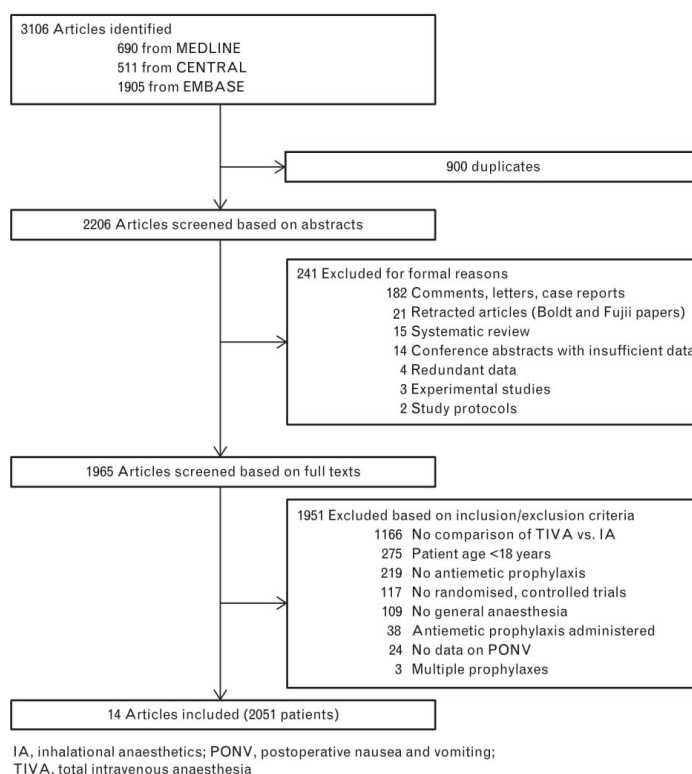 3106 Articles identified
690 from MEDLINE
511 from CENTRAL
1905 from EMBASE
900 duplicates
2206 Articles screened based on abstracts
241 Excluded for formal reasons
182 Comments, letters, case reports
21 Retracted articles (Boldt and Fujii papers)
15 Systematic review
14 Conference abstracts with insufficient data
4 Redundant data
3 Experimental studies
2 Study protocols
1965 Articles screened based on full texts
1951 Excluded based on inclusion/exclusion criteria
1166 No comparison of TIVA vs. IA
275 Patient age <18 years
219 No antiemetic prophylaxis
117 No randomised, controlled trials
109 No general anaesthesia
38 Antiemetic prophylaxis administered
24 No data on PONV
3 Multiple prophylaxes
14 Articles included (2051 patients)
IA, inhalational anaesthetics; PONV, postoperative nausea and vomiting;
TIVA, total intravenous anaesthesia